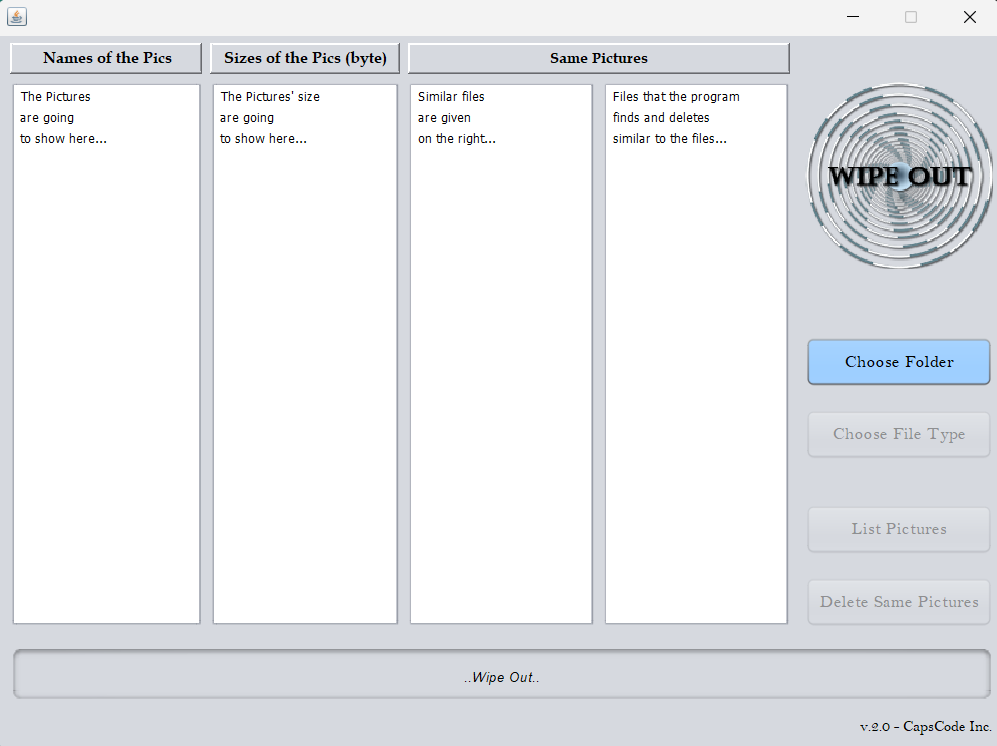 Names of the Pics
Sizes of the Pics (byte)
Same Pictures
The Pictures
are going
to show here...
The Pictures' size
are going
to show here...
Similar files
are given
on the right...
Files that the program
finds and deletes
similar to the files...
WIPE OUT
Choose Folder
Choose File Type
List Pictures
Delete Same Pictures
..Wipe Out..
v.2.0 - CapsCode Inc.